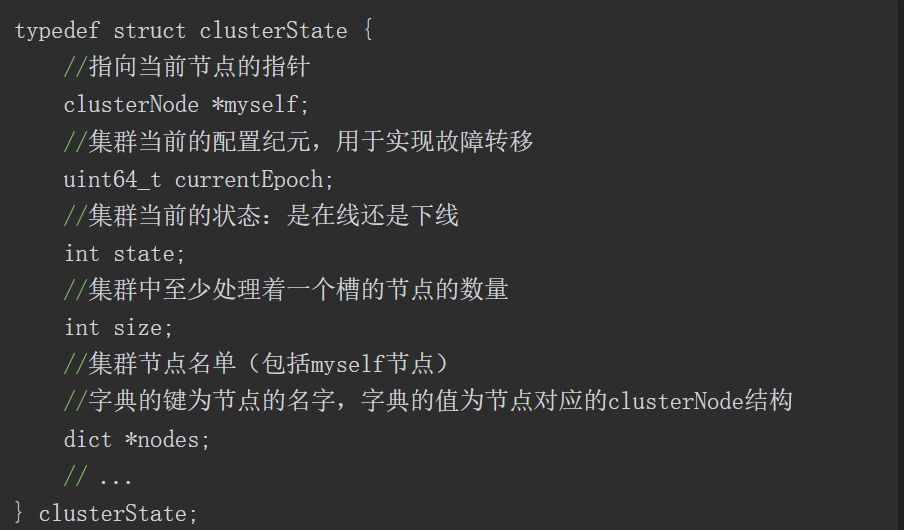 typedef struct clusterState {
//指向当前节点的指针
clusterNode *myself;
//集群当前的配置纪元，用于实现故障转移
uint64_t currentEpoch;
//集群当前的状态：是在线还是下线
int state;
//集群中至少处理着一个槽的节点的数量
int size;
//集群节点名单（包括myself节点）
//字典的键为节点的名字，字典的值为节点对应的clusterNode结构
dict *nodes;
// ...
} clusterState;